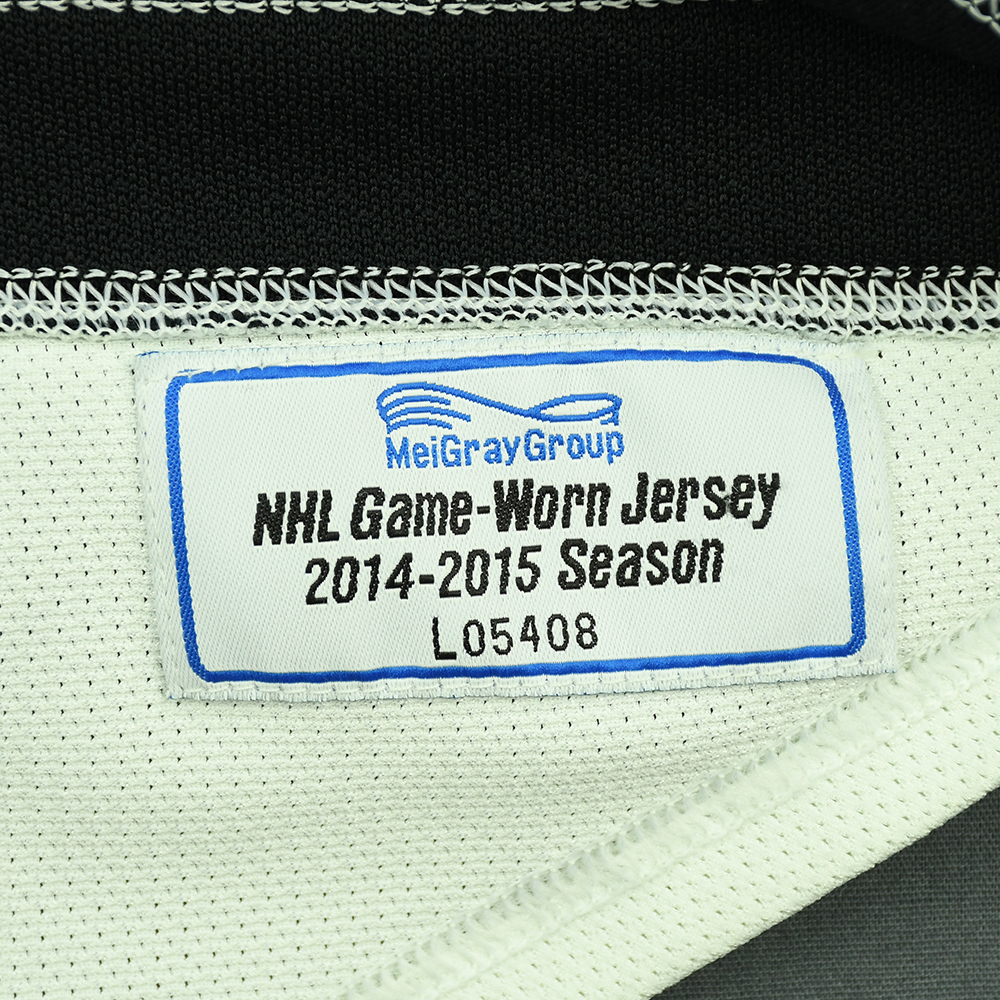 MeiGrayGroup
NHL Game-Worn Jersey
2014-2015 Season
L05408